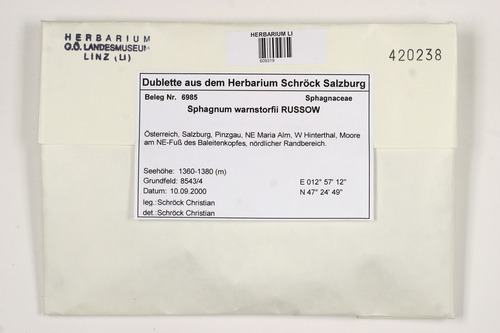 HERBARIUM
O.Ö. LANDESMUSEUM
LINZ (LI)
HERBARIUM LI
420238
Dublette aus dem Herbarium Schröck Salzburg
Beleg Nr. 6985 Sphagnaceae
Sphagnum warnstorfii RUSSOW
Österreich, Salzburg, Pinzgau, NE Maria Alm, W Hinterthal, Moore
am NE-Fuß des Baleitenkopfes, nördlicher Randbereich.
Seehöhe: 1360-1380 (m)
Grundfeld: 8543/4 E 012° 57' 12"
Datum: 10.09.2000 N 47° 24' 49"
leg.:Schröck Christian
det.:Schröck Christian